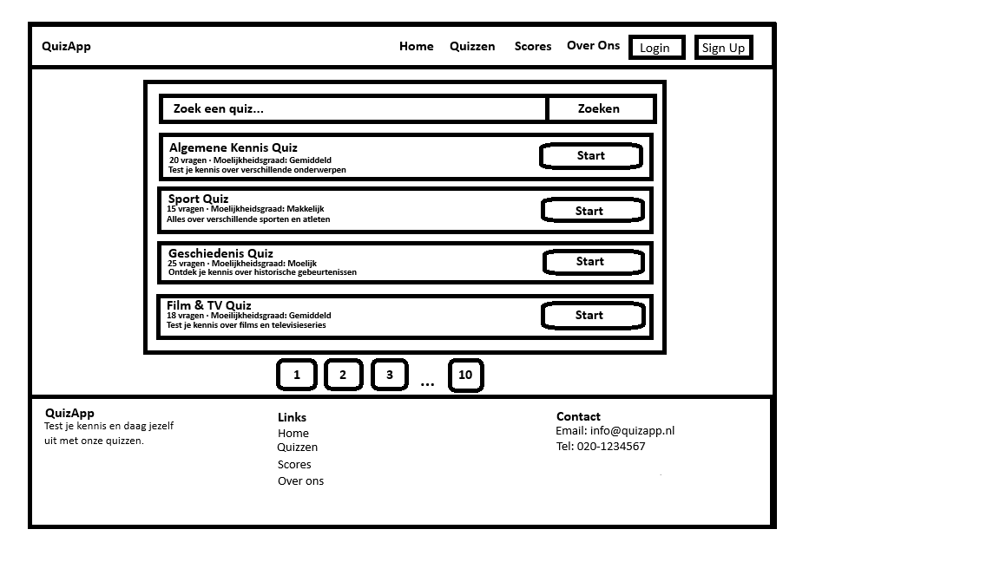 QuizApp Home Quizzen Scores Over Ons Login Sign Up
Zoek een quiz... Zoeken
Algemene Kennis Quiz
20 vragen · Moelijkheidsgraad: Gemiddeld
Test je kennis over verschillende onderwerpen
Start
Sport Quiz
15 vragen · Moelijkheidsgraad: Makkelijk
Alles over verschillende sporten en atleten
Start
Geschiedenis Quiz
25 vragen · Moelijkheidsgraad: Moelijk
Ontdek je kennis over historische gebeurtenissen
Start
Film & TV Quiz
18 vragen · Moeilijkheidsgraad: Gemiddeld
Test je kennis over films en televisieseries
Start
1 2 3 ... 10
QuizApp
Test je kennis en daag jezelf
uit met onze quizzen.
Links
Home
Quizzen
Scores
Over ons
Contact
Email: info@quizapp.nl
Tel: 020-1234567